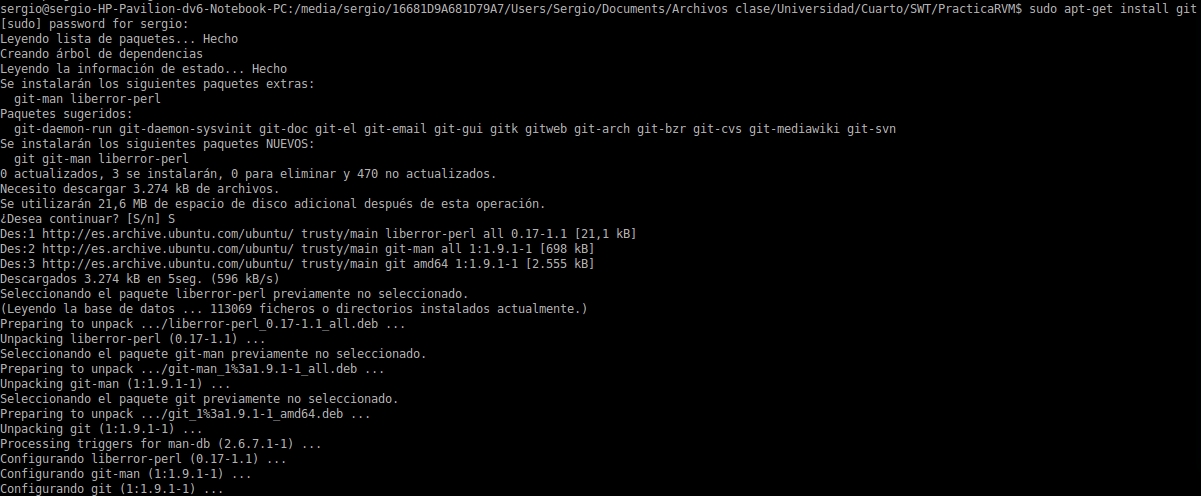 sergio@sergio-HP-Pavilion-dv6-Notebook-PC:/media/sergio/16681D9A681D79A7/Users/Sergio/Documents/Archivos clase/Universidad/Cuarto/SWT/PracticaRVM$ sudo apt-get install git
[sudo] password for sergio:
Leyendo lista de paquetes... Hecho
Creando árbol de dependencias
Leyendo la información de estado... Hecho
Se instalarán los siguientes paquetes extras:
  git-man liberror-perl
Paquetes sugeridos:
  git-daemon-run git-daemon-sysvinit git-doc git-el git-email git-gui gitk gitweb git-arch git-bzr git-cvs git-mediawiki git-svn
Se instalarán los siguientes paquetes NUEVOS:
  git git-man liberror-perl
0 actualizados, 3 se instalarán, 0 para eliminar y 470 no actualizados.
Necesito descargar 3.274 kB de archivos.
Se utilizarán 21,6 MB de espacio de disco adicional después de esta operación.
¿Desea continuar? [S/n] S
Des:1 http://es.archive.ubuntu.com/ubuntu/ trusty/main liberror-perl all 0.17-1.1 [21,1 kB]
Des:2 http://es.archive.ubuntu.com/ubuntu/ trusty/main git-man all 1:1.9.1-1 [698 kB]
Des:3 http://es.archive.ubuntu.com/ubuntu/ trusty/main git amd64 1:1.9.1-1 [2.555 kB]
Descargados 3.274 kB en 5seg. (596 kB/s)
Seleccionando el paquete liberror-perl previamente no seleccionado.
(Leyendo la base de datos ... 113069 ficheros o directorios instalados actualmente.)
Preparing to unpack .../liberror-perl_0.17-1.1_all.deb ...
Unpacking liberror-perl (0.17-1.1) ...
Seleccionando el paquete git-man previamente no seleccionado.
Preparing to unpack .../git-man_1%3a1.9.1-1_all.deb ...
Unpacking git-man (1:1.9.1-1) ...
Seleccionando el paquete git previamente no seleccionado.
Preparing to unpack .../git_1%3a1.9.1-1_amd64.deb ...
Unpacking git (1:1.9.1-1) ...
Processing triggers for man-db (2.6.7.1-1) ...
Configurando liberror-perl (0.17-1.1) ...
Configurando git-man (1:1.9.1-1) ...
Configurando git (1:1.9.1-1) ...